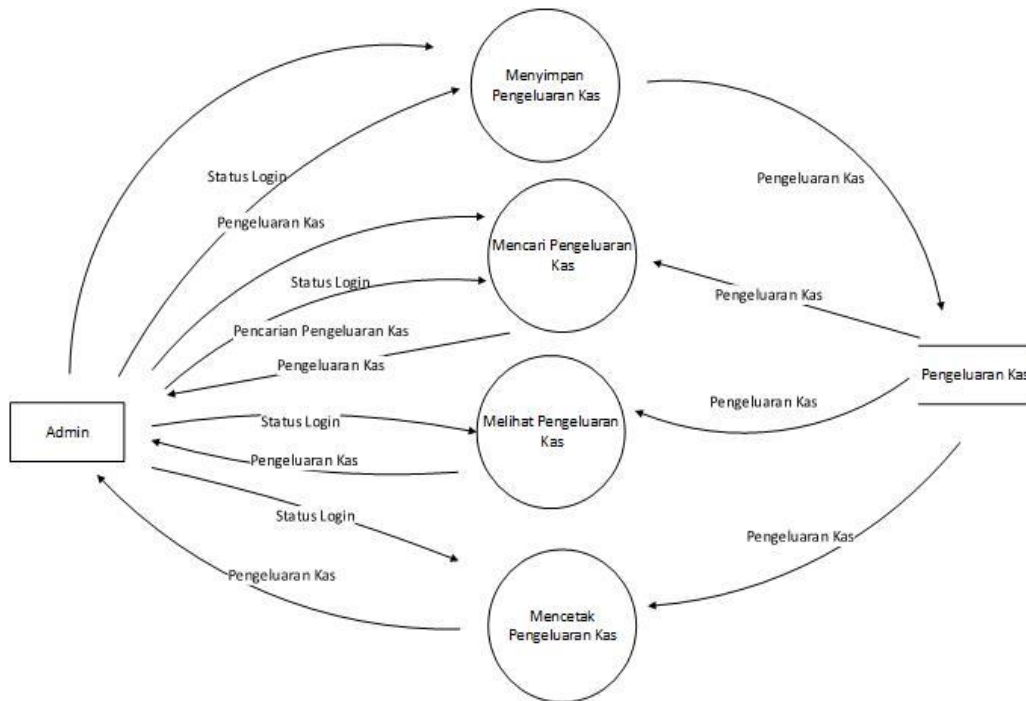 Menyimpan
Pengeluaran Kas
Status Login
Pengeluaran Kas
Pengeluaran Kas
Mencari Pengeluaran
Kas
Status Login
Pengeluaran Kas
Pencarian Pengeluaran Kas
Pengeluaran Kas
Pengeluaran Kas
Admin
Status Login
Melihat Pengeluaran
Kas
Pengeluaran Kas
Pengeluaran Kas
Status Login
Pengeluaran Kas
Pengeluaran Kas
Mencetak
Pengeluaran Kas